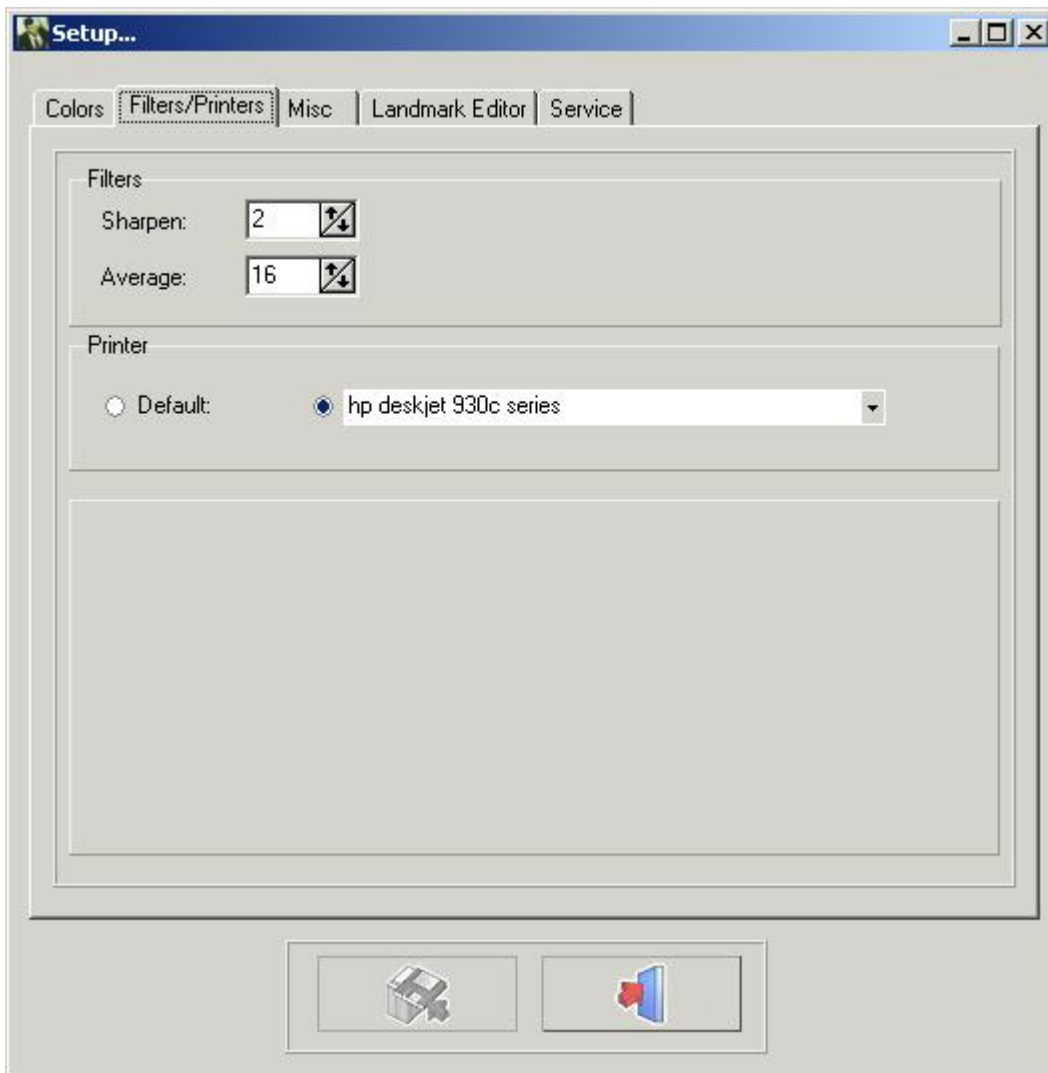 Setup...
Colors Filters/Printers Misc Landmark Editor Service
Filters
Sharpen: 2
Average: 16
Printer
Default: hp deskjet 930c series